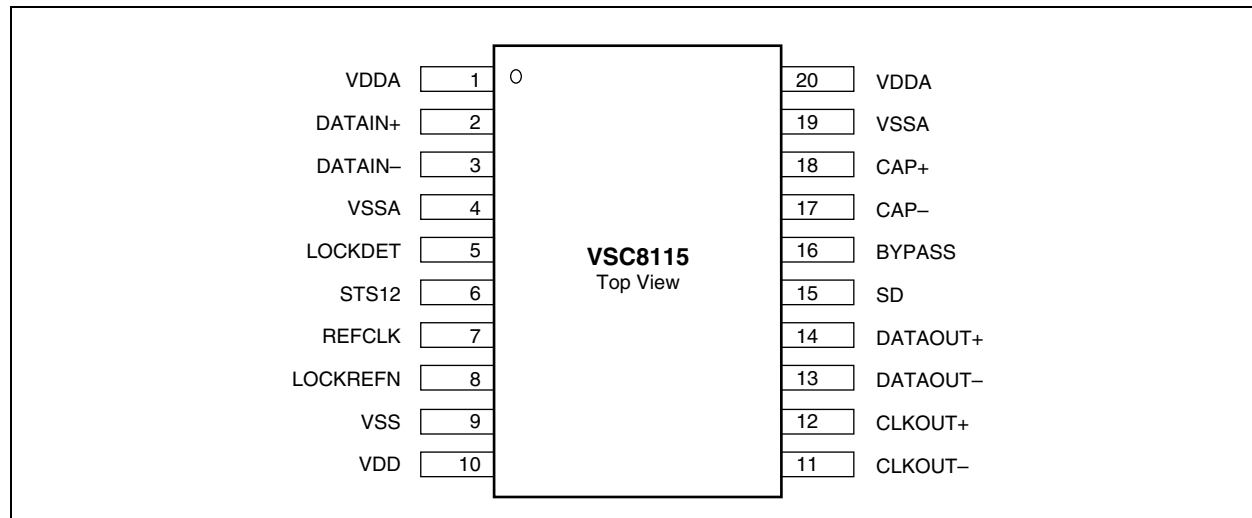 VDDA 1 20 VDDA
DATAIN+ 2 19 VSSA
DATAIN– 3 18 CAP+
VSSA 4 17 CAP–
LOCKDET 5 16 BYPASS
VSC8115
Top View
STS12 6 15 SD
REFCLK 7 14 DATAOUT+
LOCKREFN 8 13 DATAOUT–
VSS 9 12 CLKOUT+
VDD 10 11 CLKOUT–